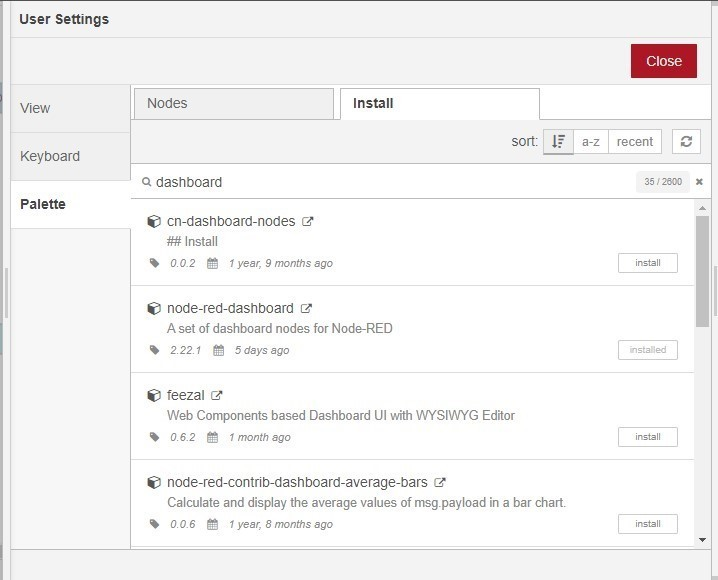 User Settings
Close
View
Keyboard
Palette
Nodes
Install
sort:
a-z
recent
dashboard
35 / 2600
cn-dashboard-nodes
## Install
0.0.2 1 year, 9 months ago
install
node-red-dashboard
A set of dashboard nodes for Node-RED
2.22.1 5 days ago
installed
feezal
Web Components based Dashboard UI with WYSIWYG Editor
0.6.2 1 month ago
install
node-red-contrib-dashboard-average-bars
Calculate and display the average values of msg.payload in a bar chart.
0.0.6 1 year, 8 months ago
install